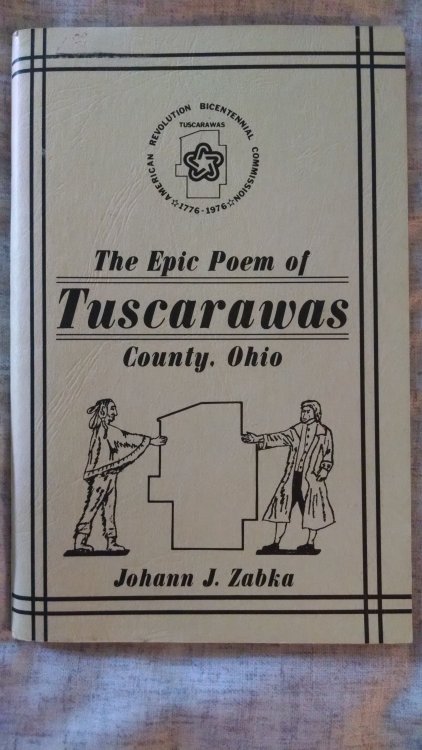 AMERICAN REVOLUTION BICENTENNIAL COMMISSION
TUSCARAWAS
☆1776-1976☆
The Epic Poem of
Tuscarawas
County, Ohio
Johann J. Zabka